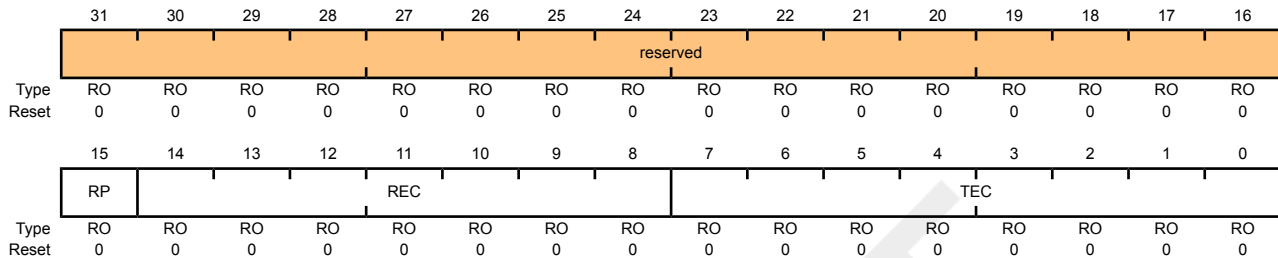 31 30 29 28 27 26 25 24 23 22 21 20 19 18 17 16
reserved
Type RO RO RO RO RO RO RO RO RO RO RO RO RO RO RO RO
Reset 0 0 0 0 0 0 0 0 0 0 0 0 0 0 0 0
15 14 13 12 11 10 9 8 7 6 5 4 3 2 1 0
RP REC TEC
Type RO RO RO RO RO RO RO RO RO RO RO RO RO RO RO RO
Reset 0 0 0 0 0 0 0 0 0 0 0 0 0 0 0 0